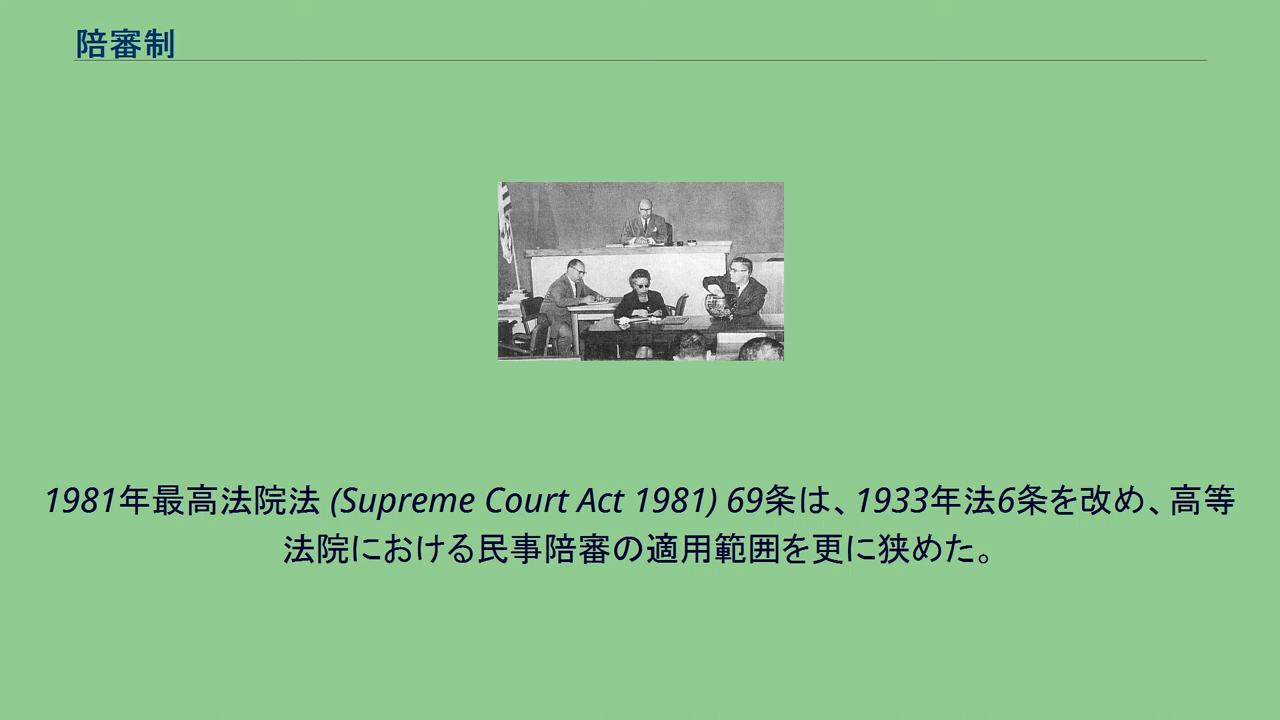 陪審制
1981年最高法院法 (Supreme Court Act 1981) 69条は、1933年法6条を改め、高等
法院における民事陪審の適用範囲を更に狭めた。